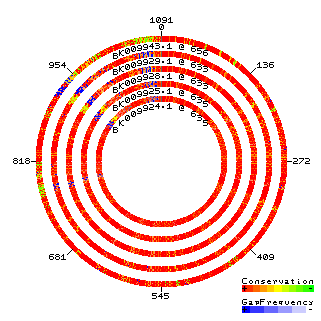 1091
BK009943.1 @ 656
BK009929.1 @ 633
BK009928.1 @ 635
BK009925.1 @ 635
BK009924.1 @ 635
954
136
818
272
681
409
545
Conservation
+ -
GapFrequency
+ -